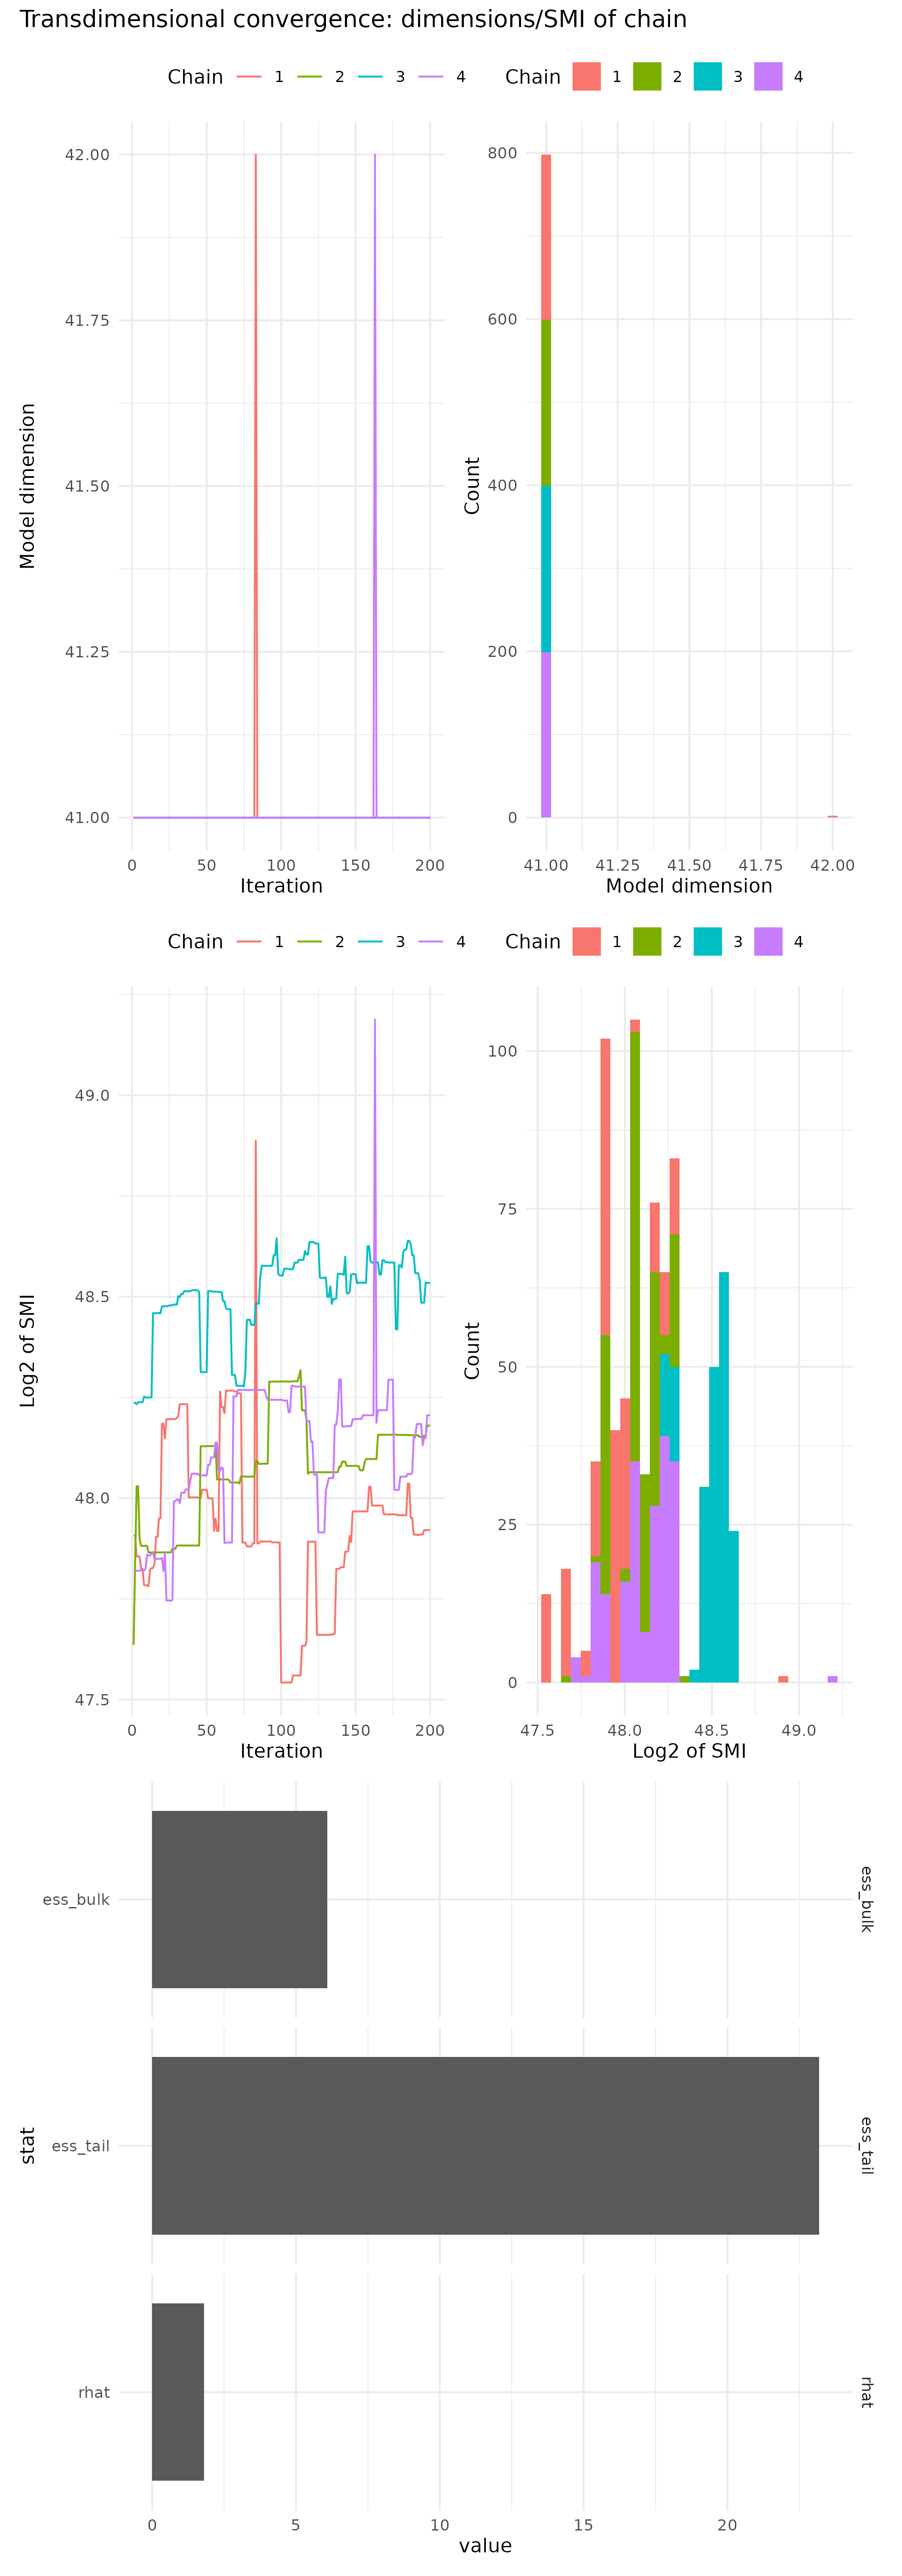 Transdimensional convergence: dimensions/SMI of chain
Chain 1 2 3 4
Chain 1 2 3 4
Model dimension
42.00
41.75
41.50
41.25
41.00
0 50 100 150 200
Iteration
Count
800
600
400
200
0
41.00 41.25 41.50 41.75 42.00
Model dimension
Chain 1 2 3 4
Chain 1 2 3 4
Log2 of SMI
49.0
48.5
48.0
47.5
0 50 100 150 200
Iteration
Count
100
75
50
25
0
47.5 48.0 48.5 49.0
Log2 of SMI
stat
ess_bulk
ess_bulk
ess_tail
ess_tail
rhat
rhat
0 5 10 15 20
value